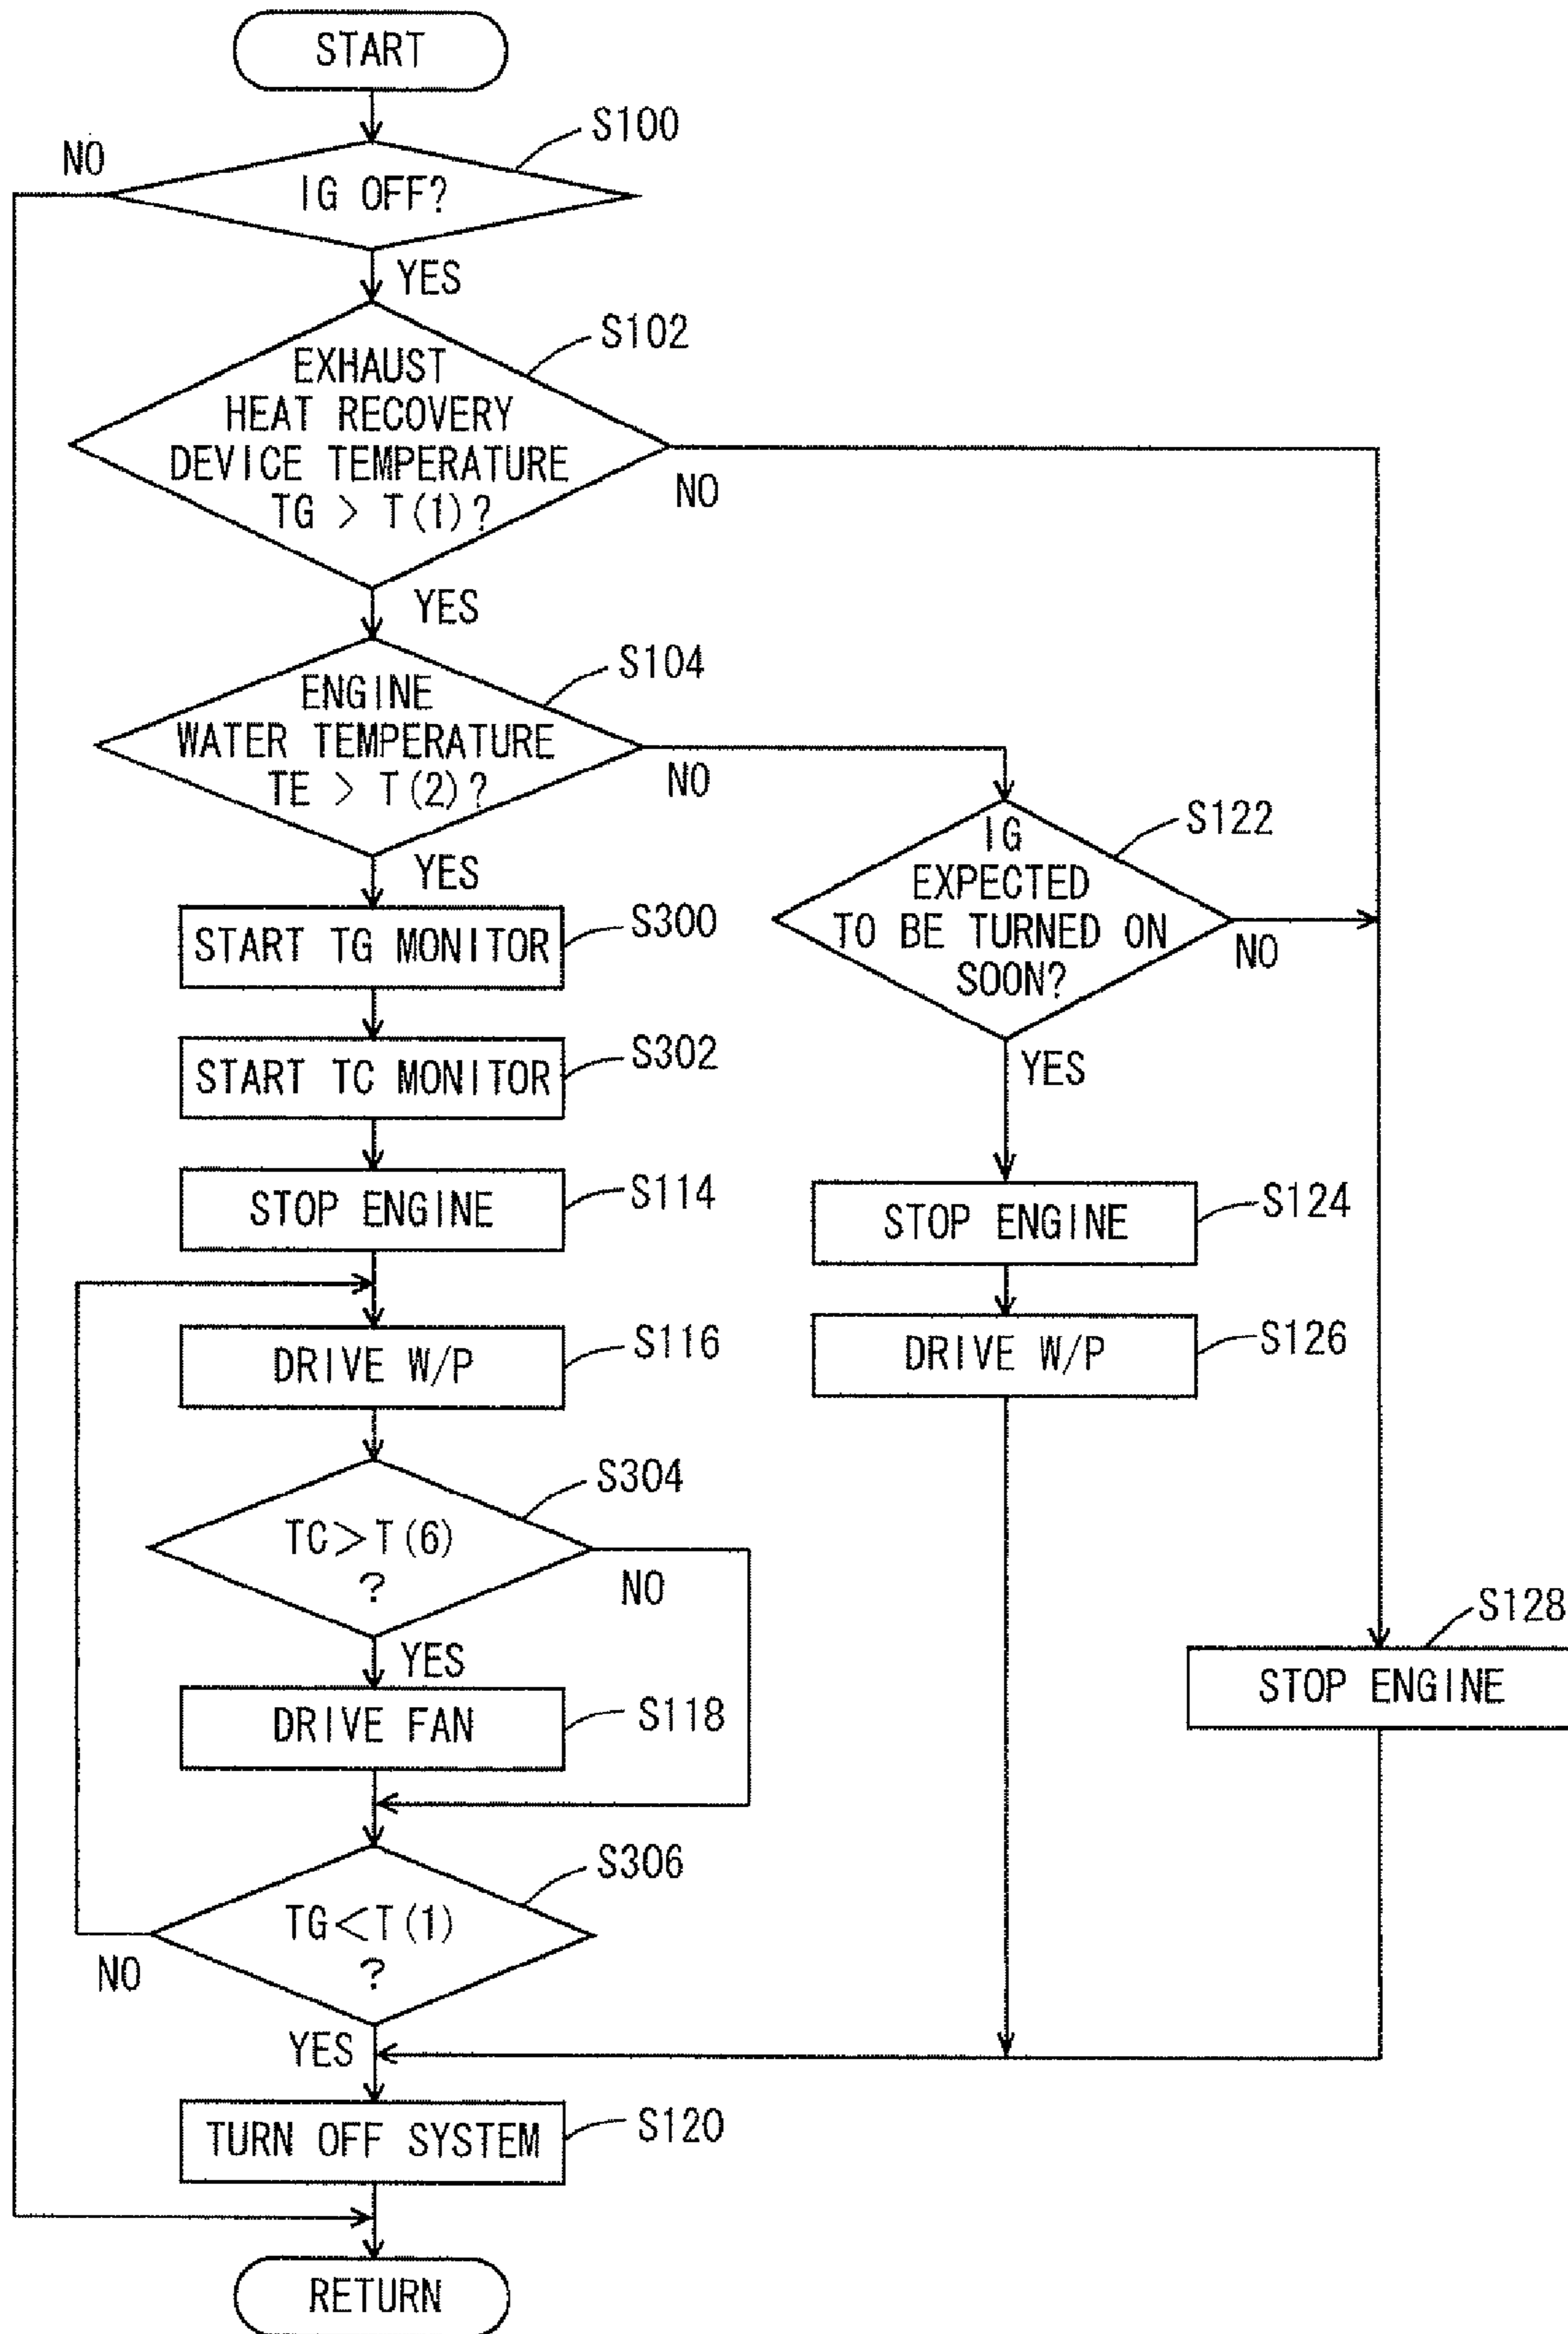 START
S100
NO
IG OFF?
YES
S102
EXHAUST
HEAT RECOVERY
DEVICE TEMPERATURE
TG > T(1)?
NO
YES
S104
ENGINE
WATER TEMPERATURE
TE > T(2)?
NO
YES
S122
IG
EXPECTED
TO BE TURNED ON
SOON?
NO
YES
START TG MONITOR
S300
START TC MONITOR
S302
STOP ENGINE
S114
STOP ENGINE
S124
DRIVE W/P
S116
DRIVE W/P
S126
S304
TC>T(6)
?
NO
YES
S128
STOP ENGINE
DRIVE FAN
S118
S306
TG<T(1)
?
NO
YES
TURN OFF SYSTEM
S120
RETURN